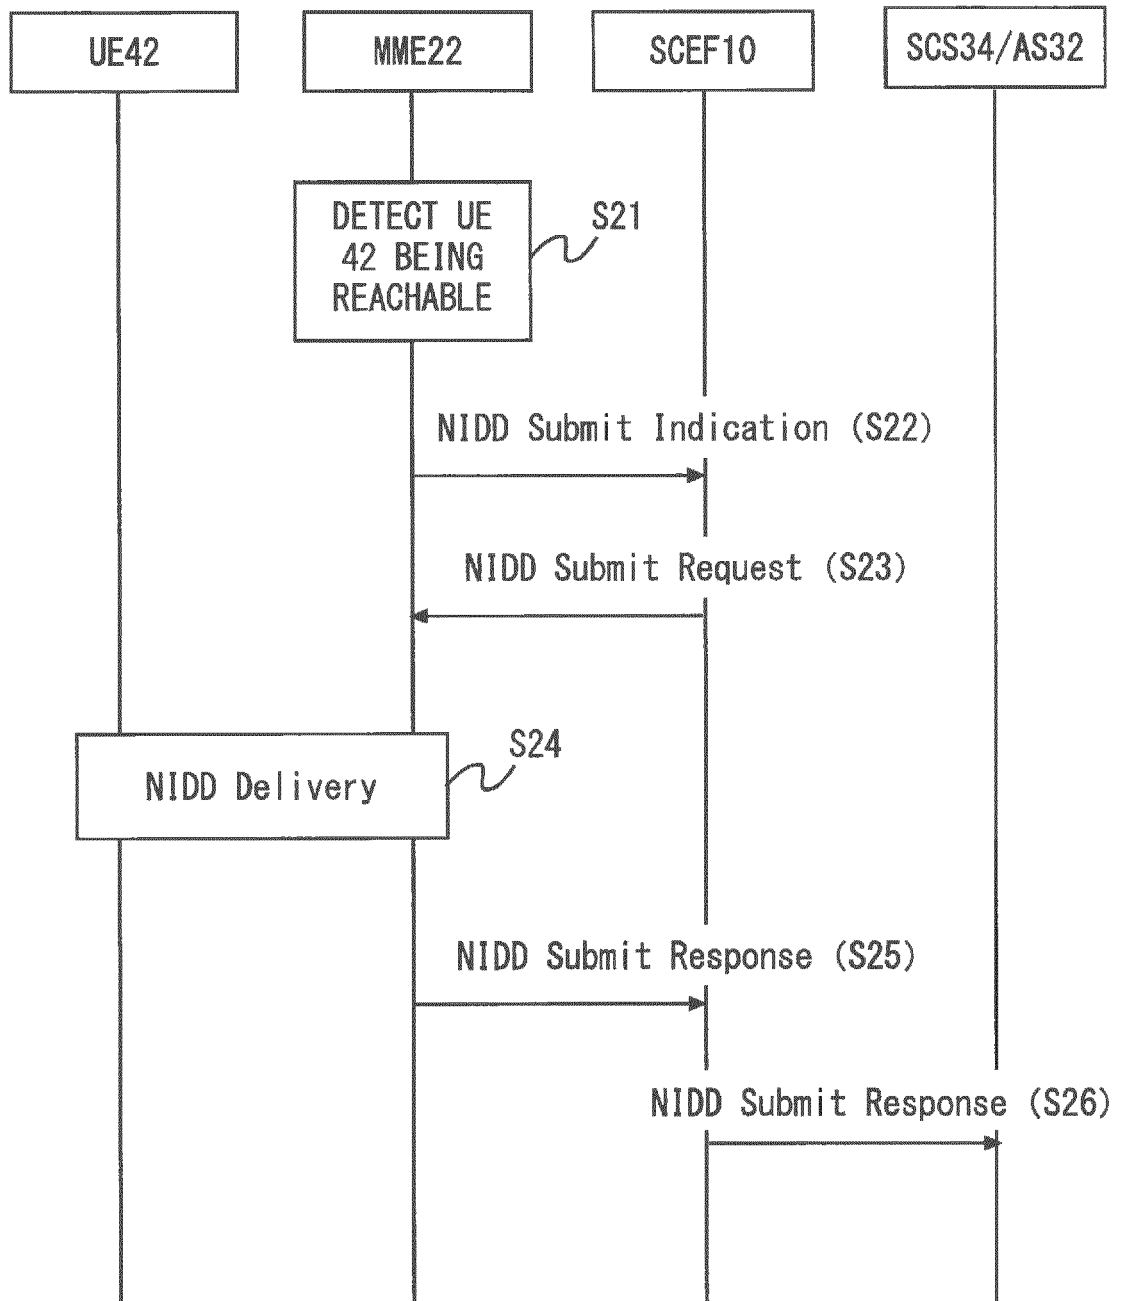 UE42
MME22
SCEF10
SCS34/AS32
DETECT UE
42 BEING
REACHABLE
S21
NIDD Submit Indication (S22)
NIDD Submit Request (S23)
S24
NIDD Delivery
NIDD Submit Response (S25)
NIDD Submit Response (S26)